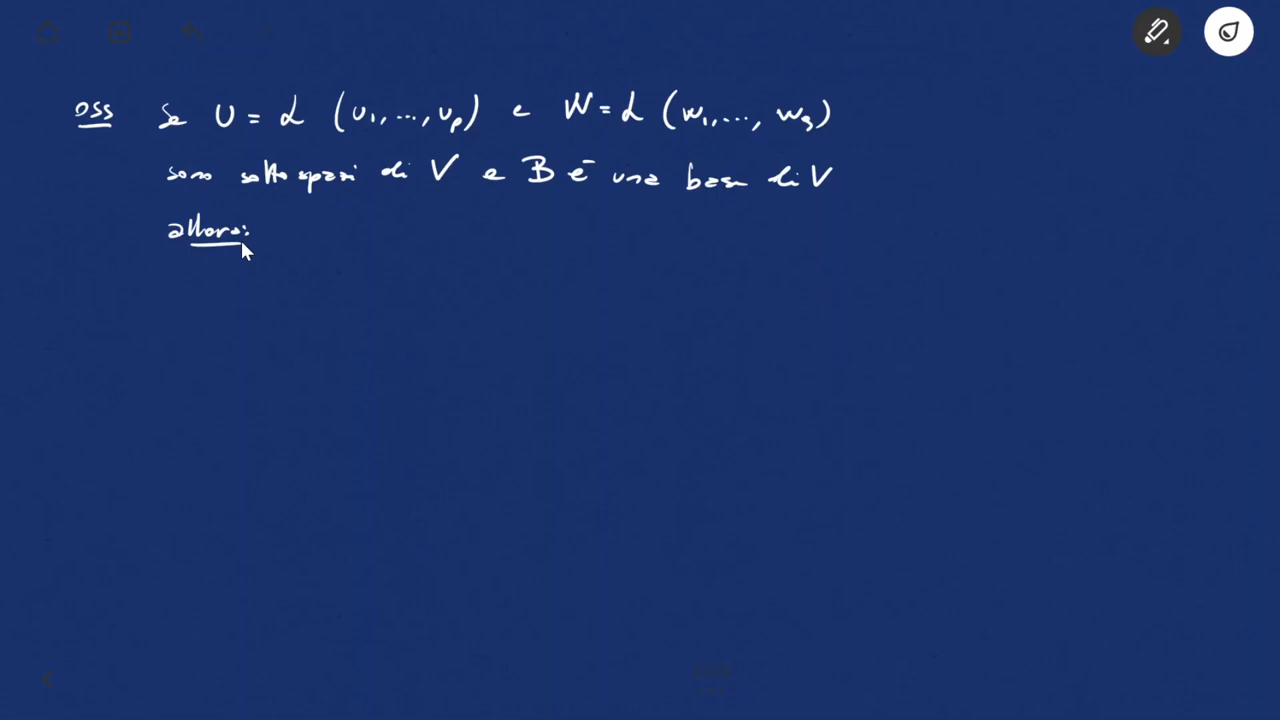 OSS Se U = L (u1, ..., up) e W = L (w1, ..., wq)
sono sottospazi di V e B è una base di V
allora: